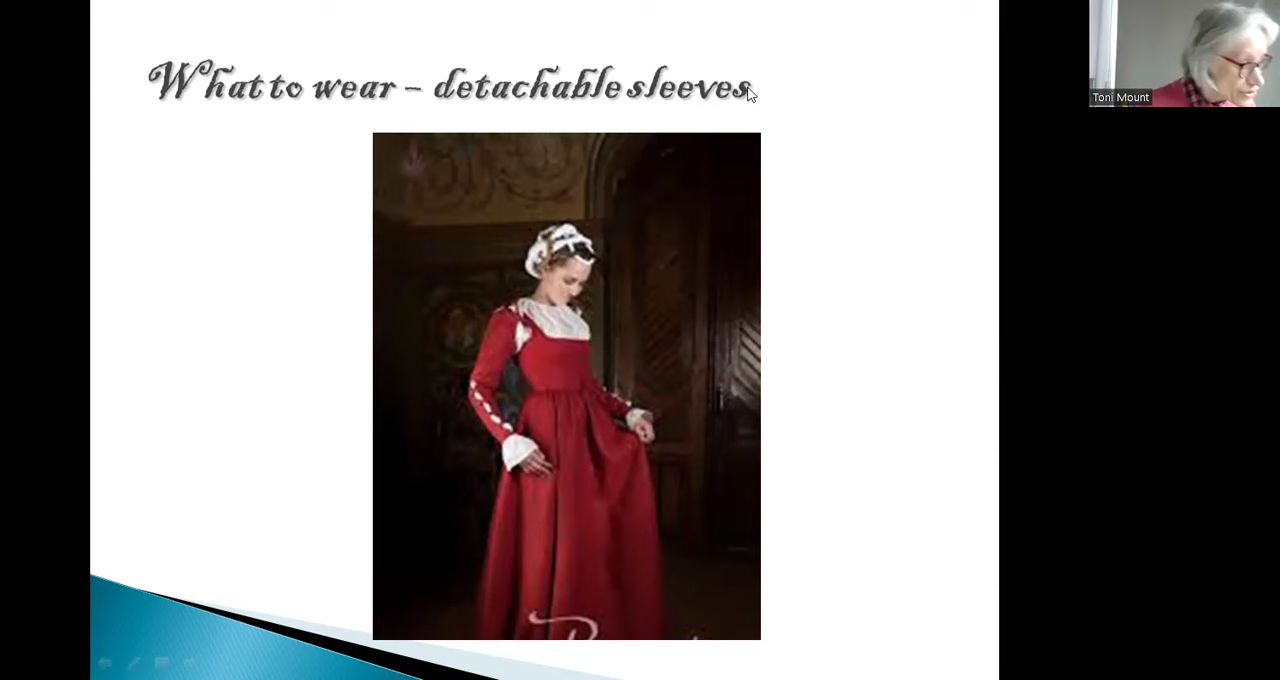 What to wear – detachable sleeves
Toni Mount